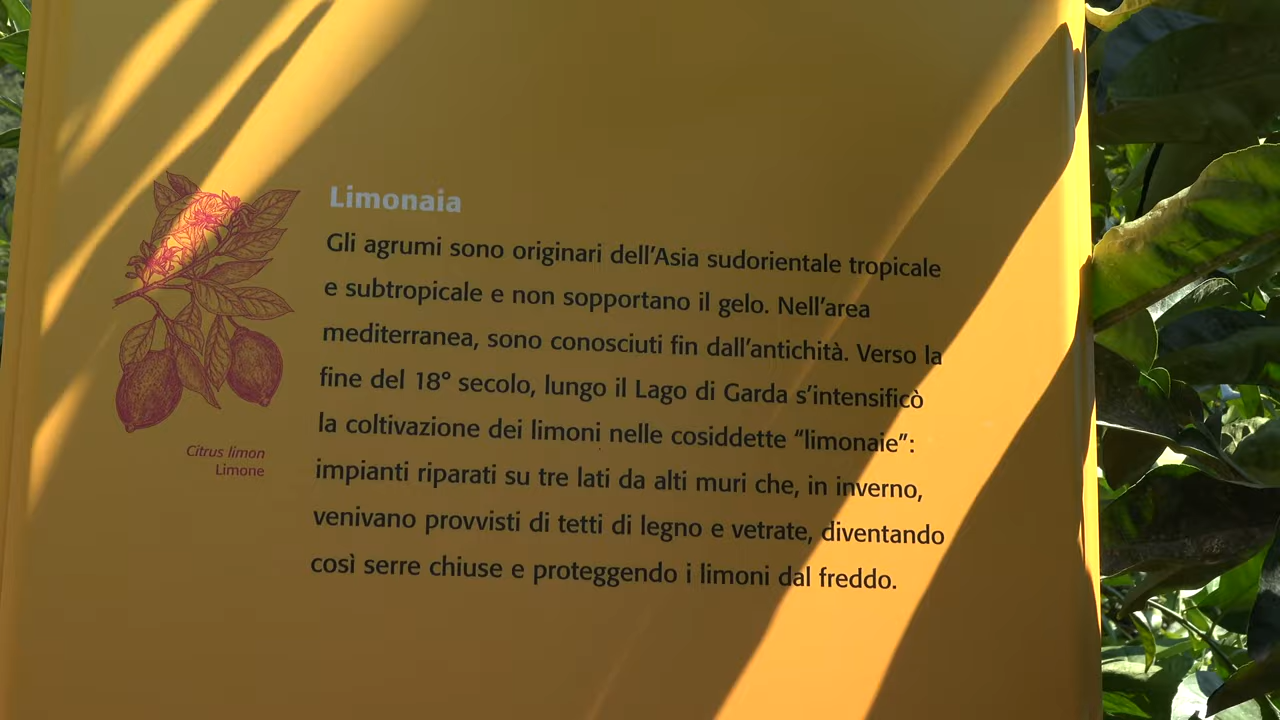 Limonaia
Gli agrumi sono originari dell'Asia sudorientale tropicale
e subtropicale e non sopportano il gelo. Nell'area
mediterranea, sono conosciuti fin dall'antichità. Verso la
fine del 18° secolo, lungo il Lago di Garda s'intensificò
la coltivazione dei limoni nelle cosiddette “limonaie”:
impianti riparati su tre lati da alti muri che, in inverno,
venivano provvisti di tetti di legno e vetrate, diventando
così serre chiuse e proteggendo i limoni dal freddo.
Citrus limon
Limone